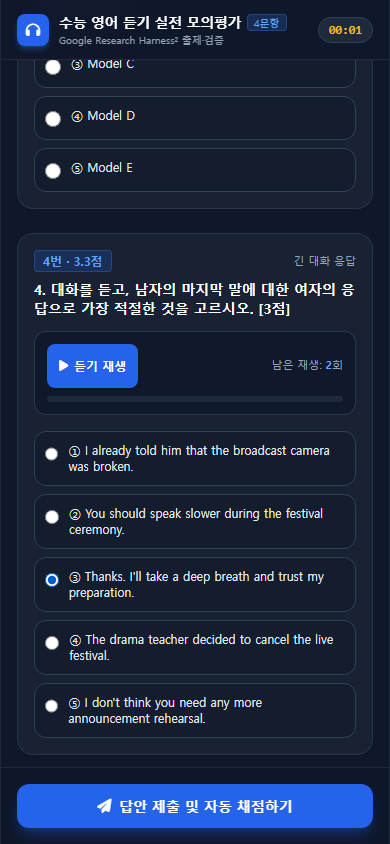 수능 영어 듣기 실전 모의평가 4문항
Google Research Harness² 출제·검증
00:01
③ Model C
④ Model D
⑤ Model E
4번 · 3.3점
긴 대화 응답
4. 대화를 듣고, 남자의 마지막 말에 대한 여자의 응
답으로 가장 적절한 것을 고르시오. [3점]
듣기 재생
남은 재생: 2회
① I already told him that the broadcast camera
was broken.
② You should speak slower during the festival
ceremony.
③ Thanks. I'll take a deep breath and trust my
preparation.
④ The drama teacher decided to cancel the live
festival.
⑤ I don't think you need any more
announcement rehearsal.
답안 제출 및 자동 채점하기